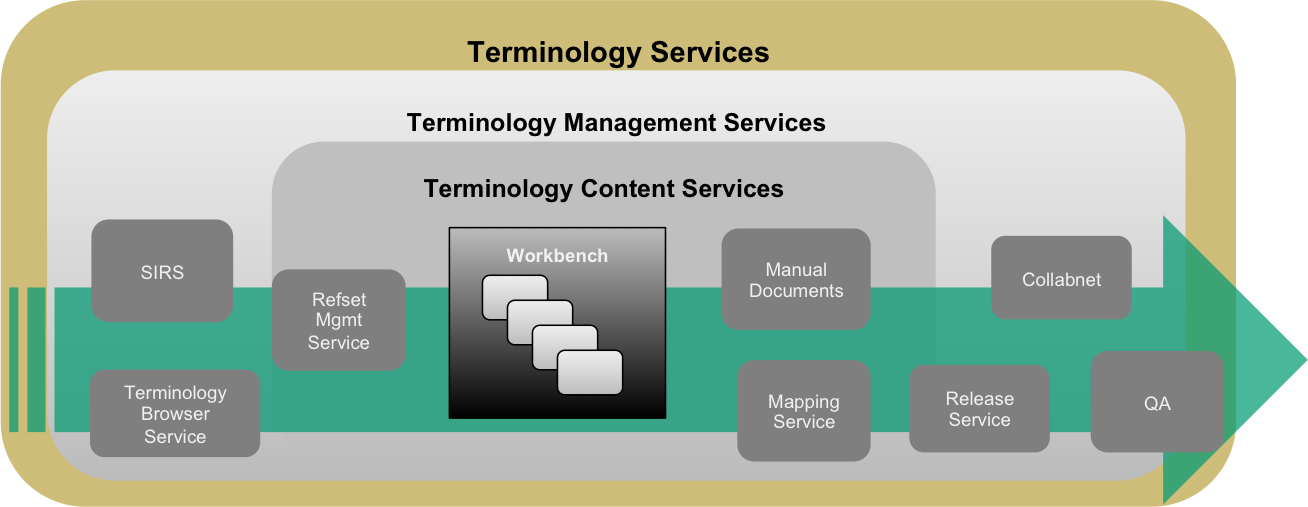 Terminology Services
Terminology Management Services
Terminology Content Services
SIRS
Refset
Mgmt
Service
Workbench
Manual
Documents
Collabnet
Terminology
Browser
Service
Mapping
Service
Release
Service
QA